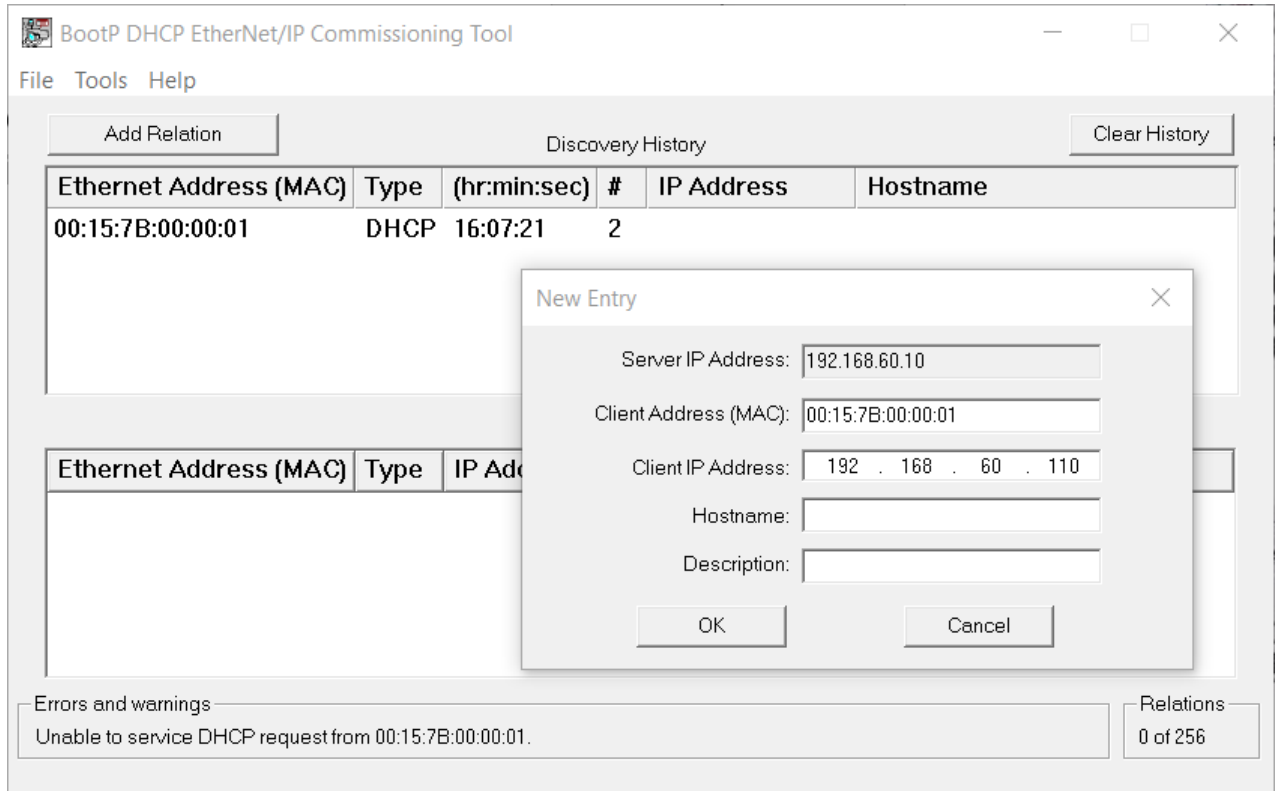 BootP DHCP EtherNet/IP Commissioning Tool
File Tools Help
Add Relation
Discovery History
Clear History
Ethernet Address (MAC) Type (hr:min:sec) # IP Address Hostname
00:15:7B:00:00:01 DHCP 16:07:21 2
New Entry
Server IP Address: 192.168.60.10
Client Address (MAC): 00:15:7B:00:00:01
Client IP Address: 192 . 168 . 60 . 110
Hostname:
Description:
OK Cancel
Ethernet Address (MAC) Type IP
Errors and warnings
Unable to service DHCP request from 00:15:7B:00:00:01.
Relations
0 of 256